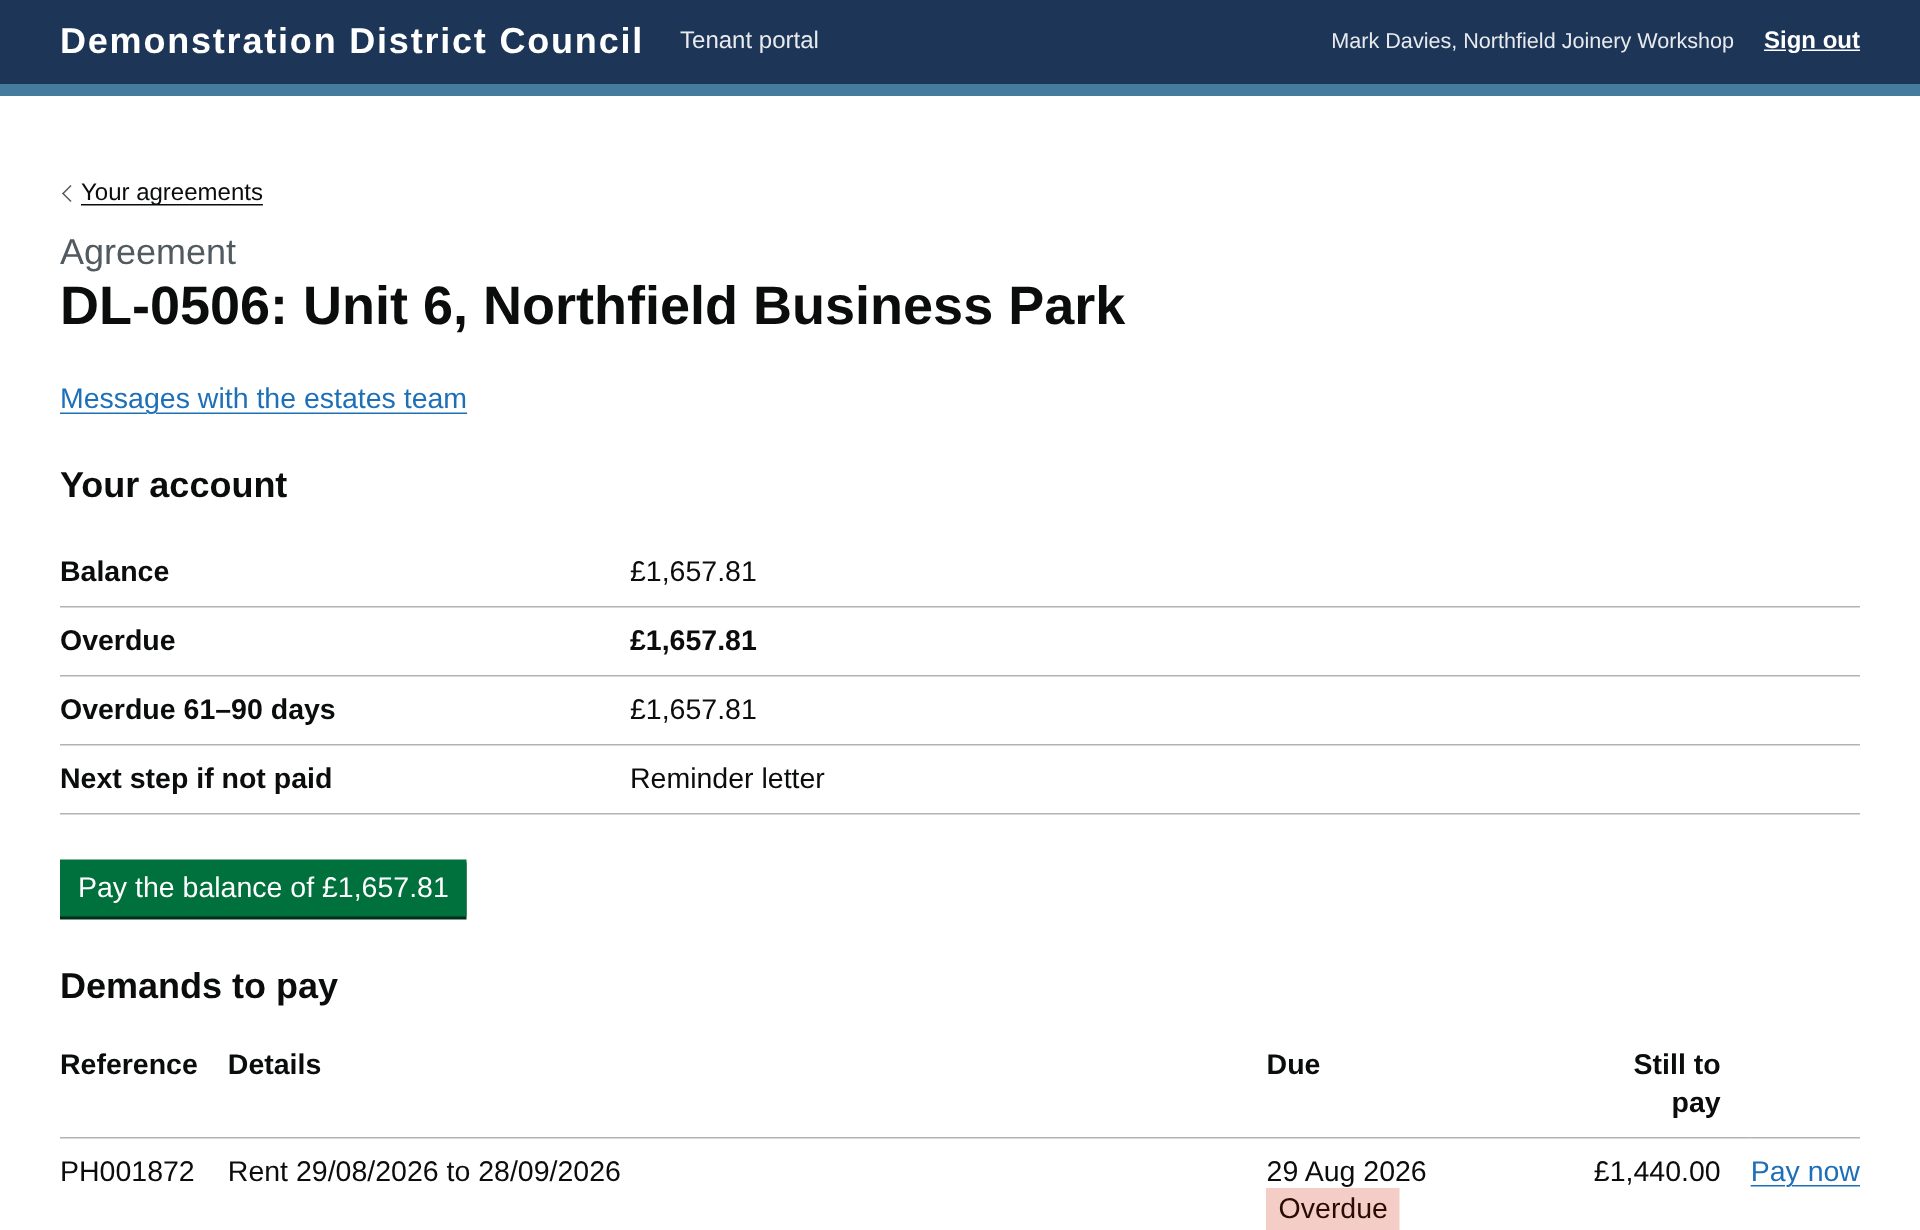 Demonstration District Council Tenant portal Mark Davies, Northfield Joinery Workshop Sign out
Your agreements
Agreement
DL-0506: Unit 6, Northfield Business Park
Messages with the estates team
Your account
Balance £1,657.81
Overdue £1,657.81
Overdue 61–90 days £1,657.81
Next step if not paid Reminder letter
Pay the balance of £1,657.81
Demands to pay
Reference Details Due Still to
pay
PH001872 Rent 29/08/2026 to 28/09/2026 29 Aug 2026 £1,440.00 Pay now
Overdue